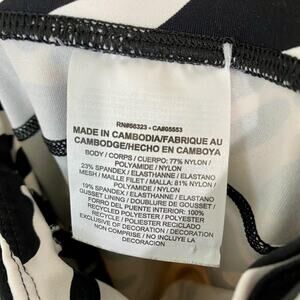 RN#56323 - CA#05553
MADE IN CAMBODIA/FABRIQUE AU
CAMBODGE/HECHO EN CAMBOYA
BODY / CORPS / CUERPO: 77% NYLON /
POLYAMIDE / NYLON
23% SPANDEX / ELASTHANNE / ELASTANO
MESH / MAILLE FILET / MALLA: 81% NYLON /
POLYAMIDE / NYLON
19% SPANDEX / ELASTHANNE / ELASTANO
GUSSET LINING / DOUBLURE DE GOUSSET/
FORRO DEL PUENTE INTERIOR: 100%
RECYCLED POLYESTER / POLYESTER
RECYCLE / POLIESTER RECICLADO
EXCLUSIVE OF DECORATION / DECORATION
NON COMPRISE / NO INCLUYE LA
DECORACION